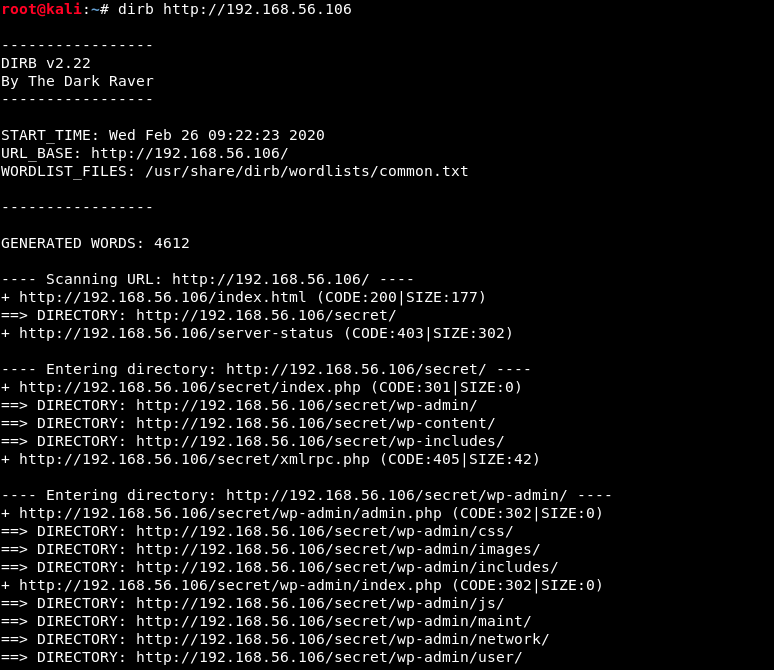 root@kali:~# dirb http://192.168.56.106
-----------------
DIRB v2.22
By The Dark Raver
-----------------
START_TIME: Wed Feb 26 09:22:23 2020
URL_BASE: http://192.168.56.106/
WORDLIST_FILES: /usr/share/dirb/wordlists/common.txt
-----------------
GENERATED WORDS: 4612
---- Scanning URL: http://192.168.56.106/ ----
+ http://192.168.56.106/index.html (CODE:200|SIZE:177)
==> DIRECTORY: http://192.168.56.106/secret/
+ http://192.168.56.106/server-status (CODE:403|SIZE:302)
---- Entering directory: http://192.168.56.106/secret/ ----
+ http://192.168.56.106/secret/index.php (CODE:301|SIZE:0)
==> DIRECTORY: http://192.168.56.106/secret/wp-admin/
==> DIRECTORY: http://192.168.56.106/secret/wp-content/
==> DIRECTORY: http://192.168.56.106/secret/wp-includes/
+ http://192.168.56.106/secret/xmlrpc.php (CODE:405|SIZE:42)
---- Entering directory: http://192.168.56.106/secret/wp-admin/ ----
+ http://192.168.56.106/secret/wp-admin/admin.php (CODE:302|SIZE:0)
==> DIRECTORY: http://192.168.56.106/secret/wp-admin/css/
==> DIRECTORY: http://192.168.56.106/secret/wp-admin/images/
==> DIRECTORY: http://192.168.56.106/secret/wp-admin/includes/
+ http://192.168.56.106/secret/wp-admin/index.php (CODE:302|SIZE:0)
==> DIRECTORY: http://192.168.56.106/secret/wp-admin/js/
==> DIRECTORY: http://192.168.56.106/secret/wp-admin/maint/
==> DIRECTORY: http://192.168.56.106/secret/wp-admin/network/
==> DIRECTORY: http://192.168.56.106/secret/wp-admin/user/